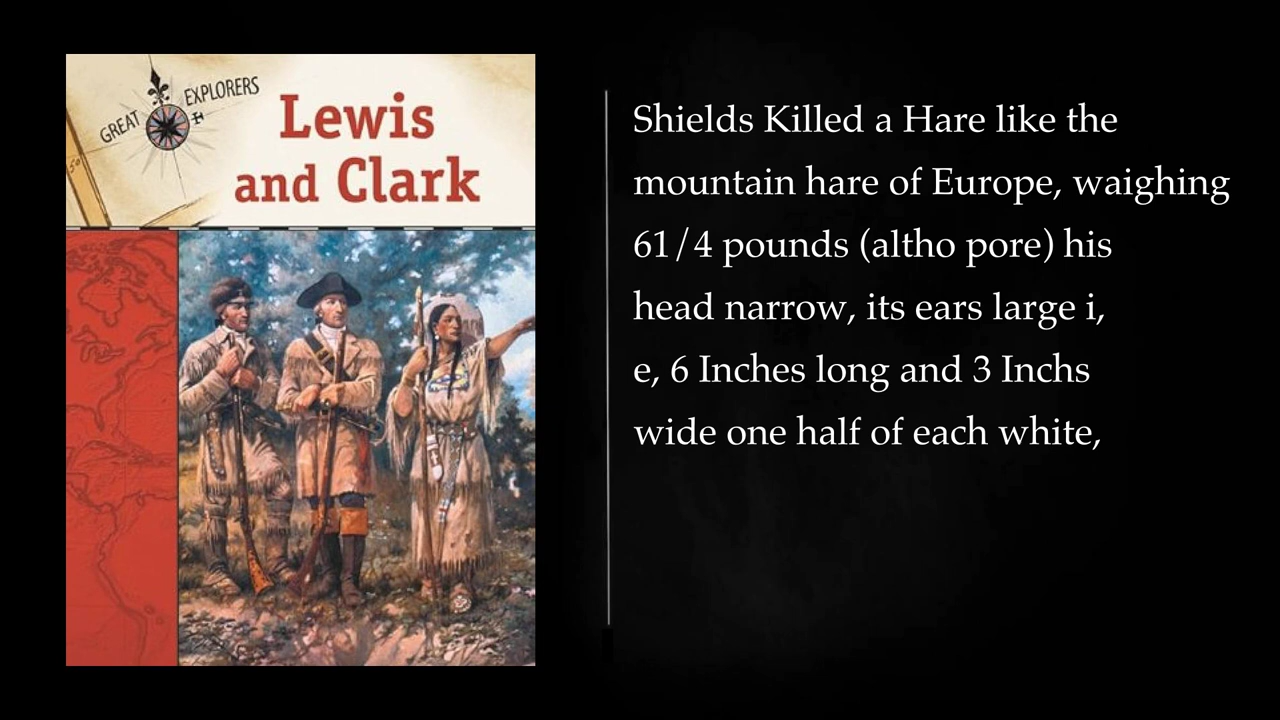 GREAT EXPLORERS
Lewis
and Clark
50
Shields Killed a Hare like the
mountain hare of Europe, waighing
61/4 pounds (altho pore) his
head narrow, its ears large i,
e, 6 Inches long and 3 Inchs
wide one half of each white,